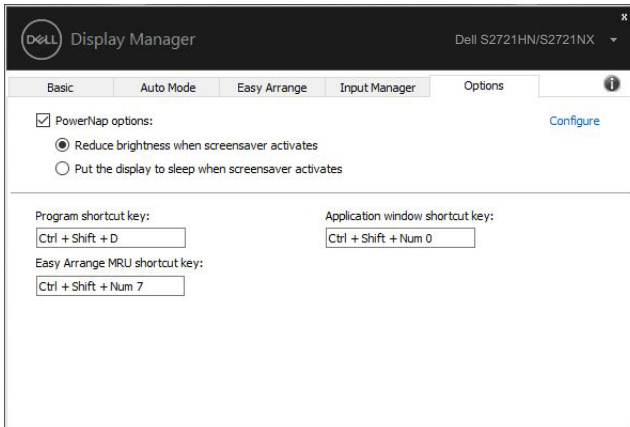 x
DELL Display Manager
Dell S2721HN/S2721NX
Basic Auto Mode Easy Arrange Input Manager Options i
PowerNap options: Configure
Reduce brightness when screensaver activates
Put the display to sleep when screensaver activates
Program shortcut key: Application window shortcut key:
Ctrl + Shift + D Ctrl + Shift + Num 0
Easy Arrange MRU shortcut key:
Ctrl + Shift + Num 7